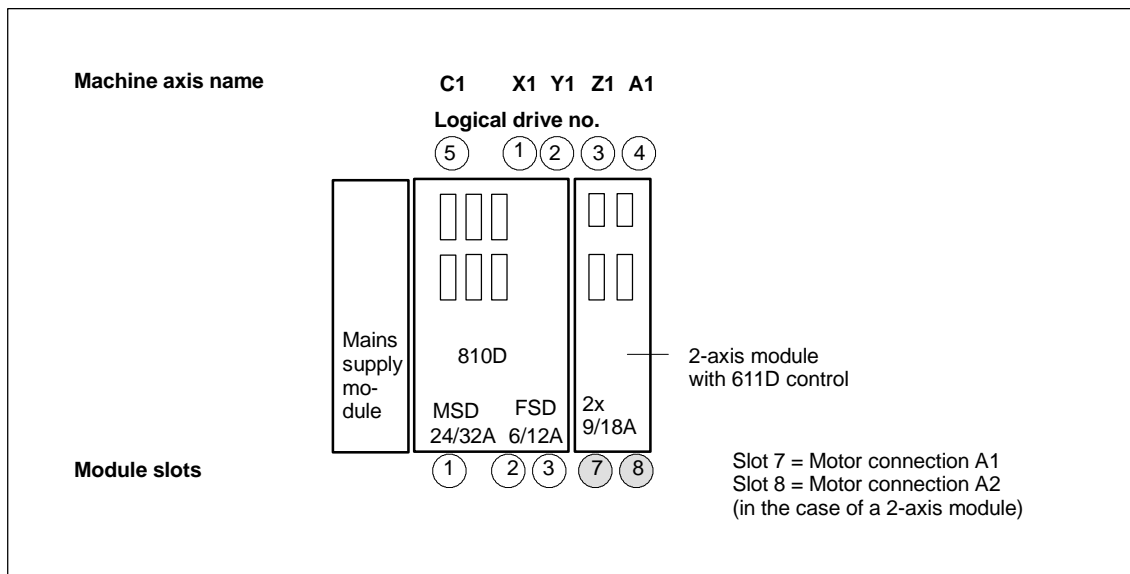 Machine axis name
C1 X1 Y1 Z1 A1
Logical drive no.
5 1 2 3 4
Mains
supply
mo-
dule
810D
MSD
24/32A
FSD
6/12A
2x
9/18A
2-axis module
with 611D control
Module slots
1 2 3 7 8
Slot 7 = Motor connection A1
Slot 8 = Motor connection A2
(in the case of a 2-axis module)